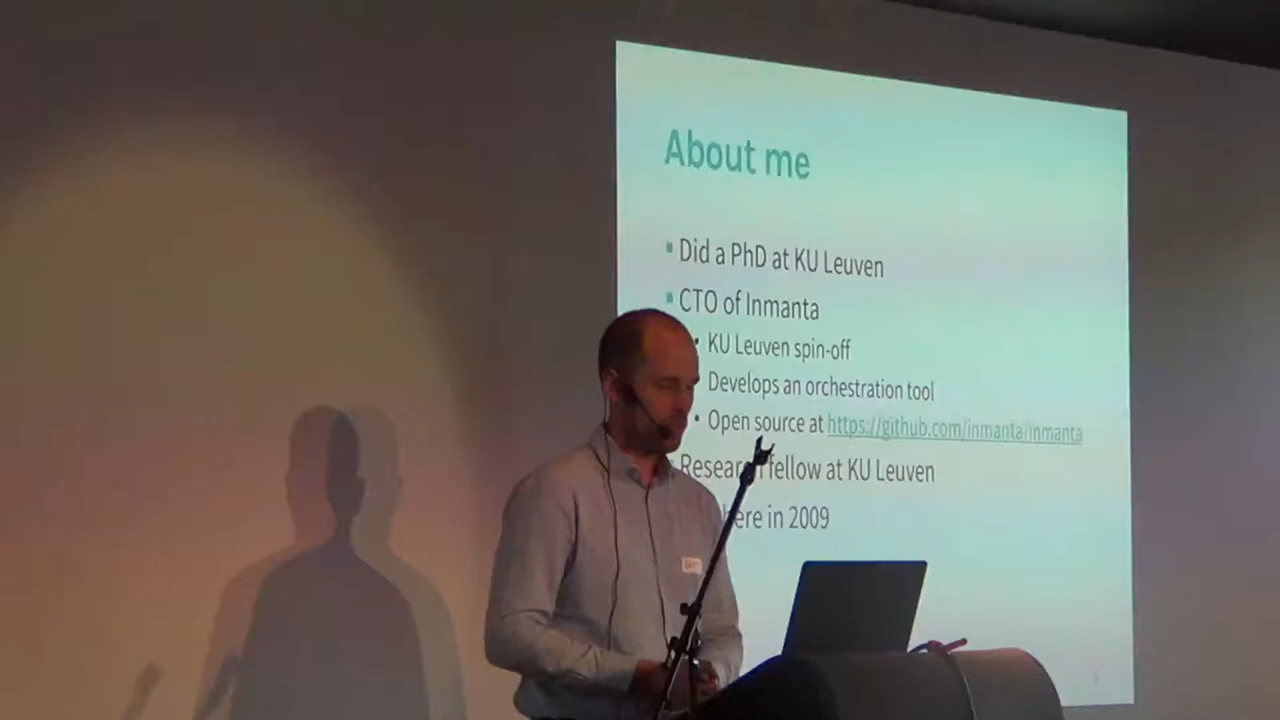 About me
Did a PhD at KU Leuven
CTO of Inmanta
KU Leuven spin-off
Develops an orchestration tool
Open source at https://github.com/inmanta/inmanta
Research fellow at KU Leuven
here in 2009